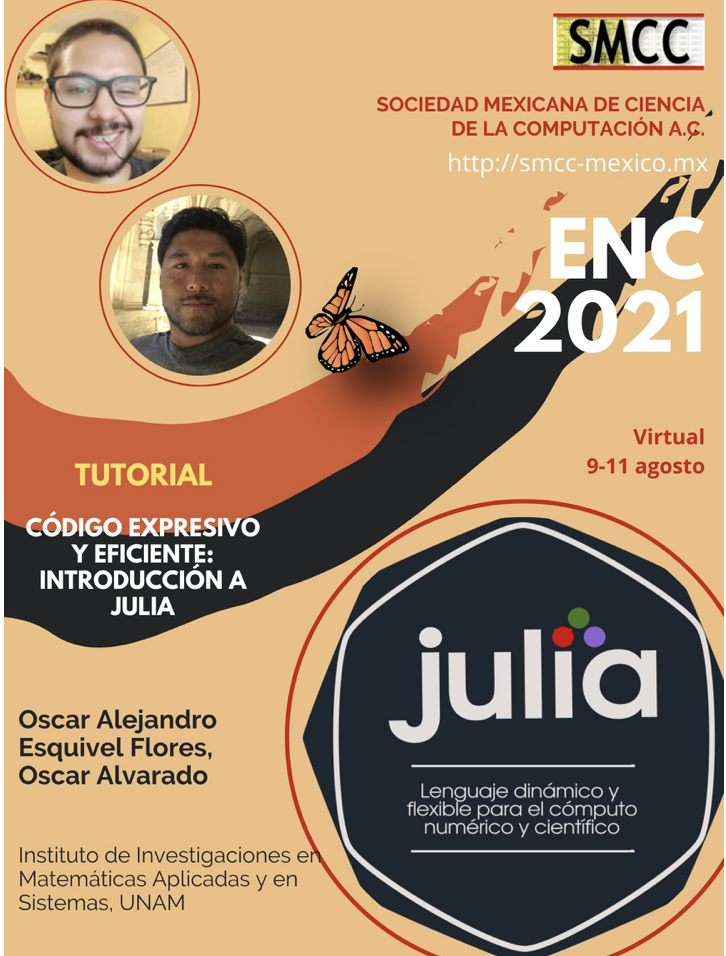 SMCC
SOCIEDAD MEXICANA DE CIENCIA
DE LA COMPUTACIÓN A.C.
http://smcc-mexico.mx
ENC
2021
Virtual
9-11 agosto
TUTORIAL
CÓDIGO EXPRESIVO
Y EFICIENTE:
INTRODUCCIÓN A
JULIA
julia
Lenguaje dinámico y
flexible para el cómputo
numérico y científico
Oscar Alejandro
Esquivel Flores,
Oscar Alvarado
Instituto de Investigaciones en
Matemáticas Aplicadas y en
Sistemas, UNAM